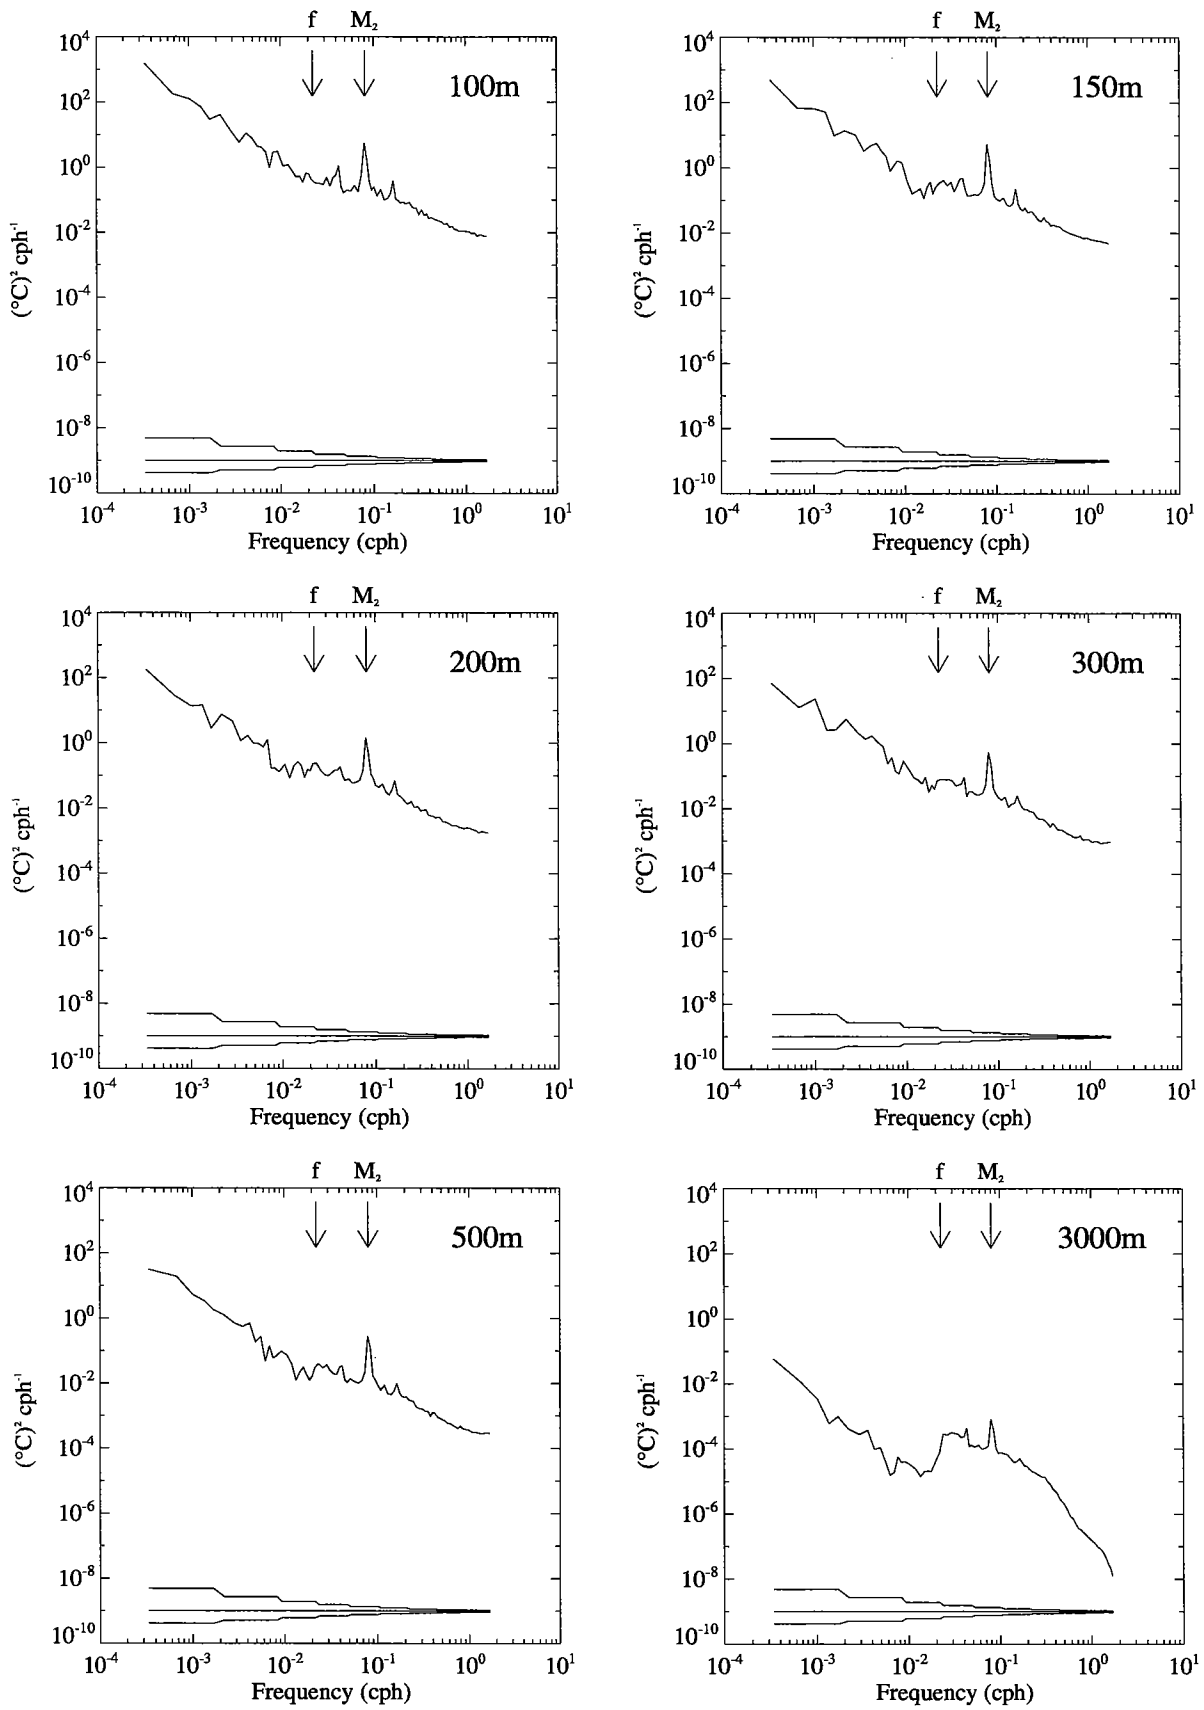 f M₂ f M₂
10⁴ 10⁴
100m 150m
10² 10²
10⁰ 10⁰
10⁻² 10⁻²
(°C)² cph⁻¹ (°C)² cph⁻¹
10⁻⁴ 10⁻⁴
10⁻⁶ 10⁻⁶
10⁻⁸ 10⁻⁸
10⁻¹⁰ 10⁻¹⁰
10⁻⁴ 10⁻³ 10⁻² 10⁻¹ 10⁰ 10¹ 10⁻⁴ 10⁻³ 10⁻² 10⁻¹ 10⁰ 10¹
Frequency (cph) Frequency (cph)
f M₂ f M₂
10⁴ 10⁴
200m 300m
10² 10²
10⁰ 10⁰
10⁻² 10⁻²
(°C)² cph⁻¹ (°C)² cph⁻¹
10⁻⁴ 10⁻⁴
10⁻⁶ 10⁻⁶
10⁻⁸ 10⁻⁸
10⁻¹⁰ 10⁻¹⁰
10⁻⁴ 10⁻³ 10⁻² 10⁻¹ 10⁰ 10¹ 10⁻⁴ 10⁻³ 10⁻² 10⁻¹ 10⁰ 10¹
Frequency (cph) Frequency (cph)
f M₂ f M₂
10⁴ 10⁴
500m 3000m
10² 10²
10⁰ 10⁰
10⁻² 10⁻²
(°C)² cph⁻¹ (°C)² cph⁻¹
10⁻⁴ 10⁻⁴
10⁻⁶ 10⁻⁶
10⁻⁸ 10⁻⁸
10⁻¹⁰ 10⁻¹⁰
10⁻⁴ 10⁻³ 10⁻² 10⁻¹ 10⁰ 10¹ 10⁻⁴ 10⁻³ 10⁻² 10⁻¹ 10⁰ 10¹
Frequency (cph) Frequency (cph)